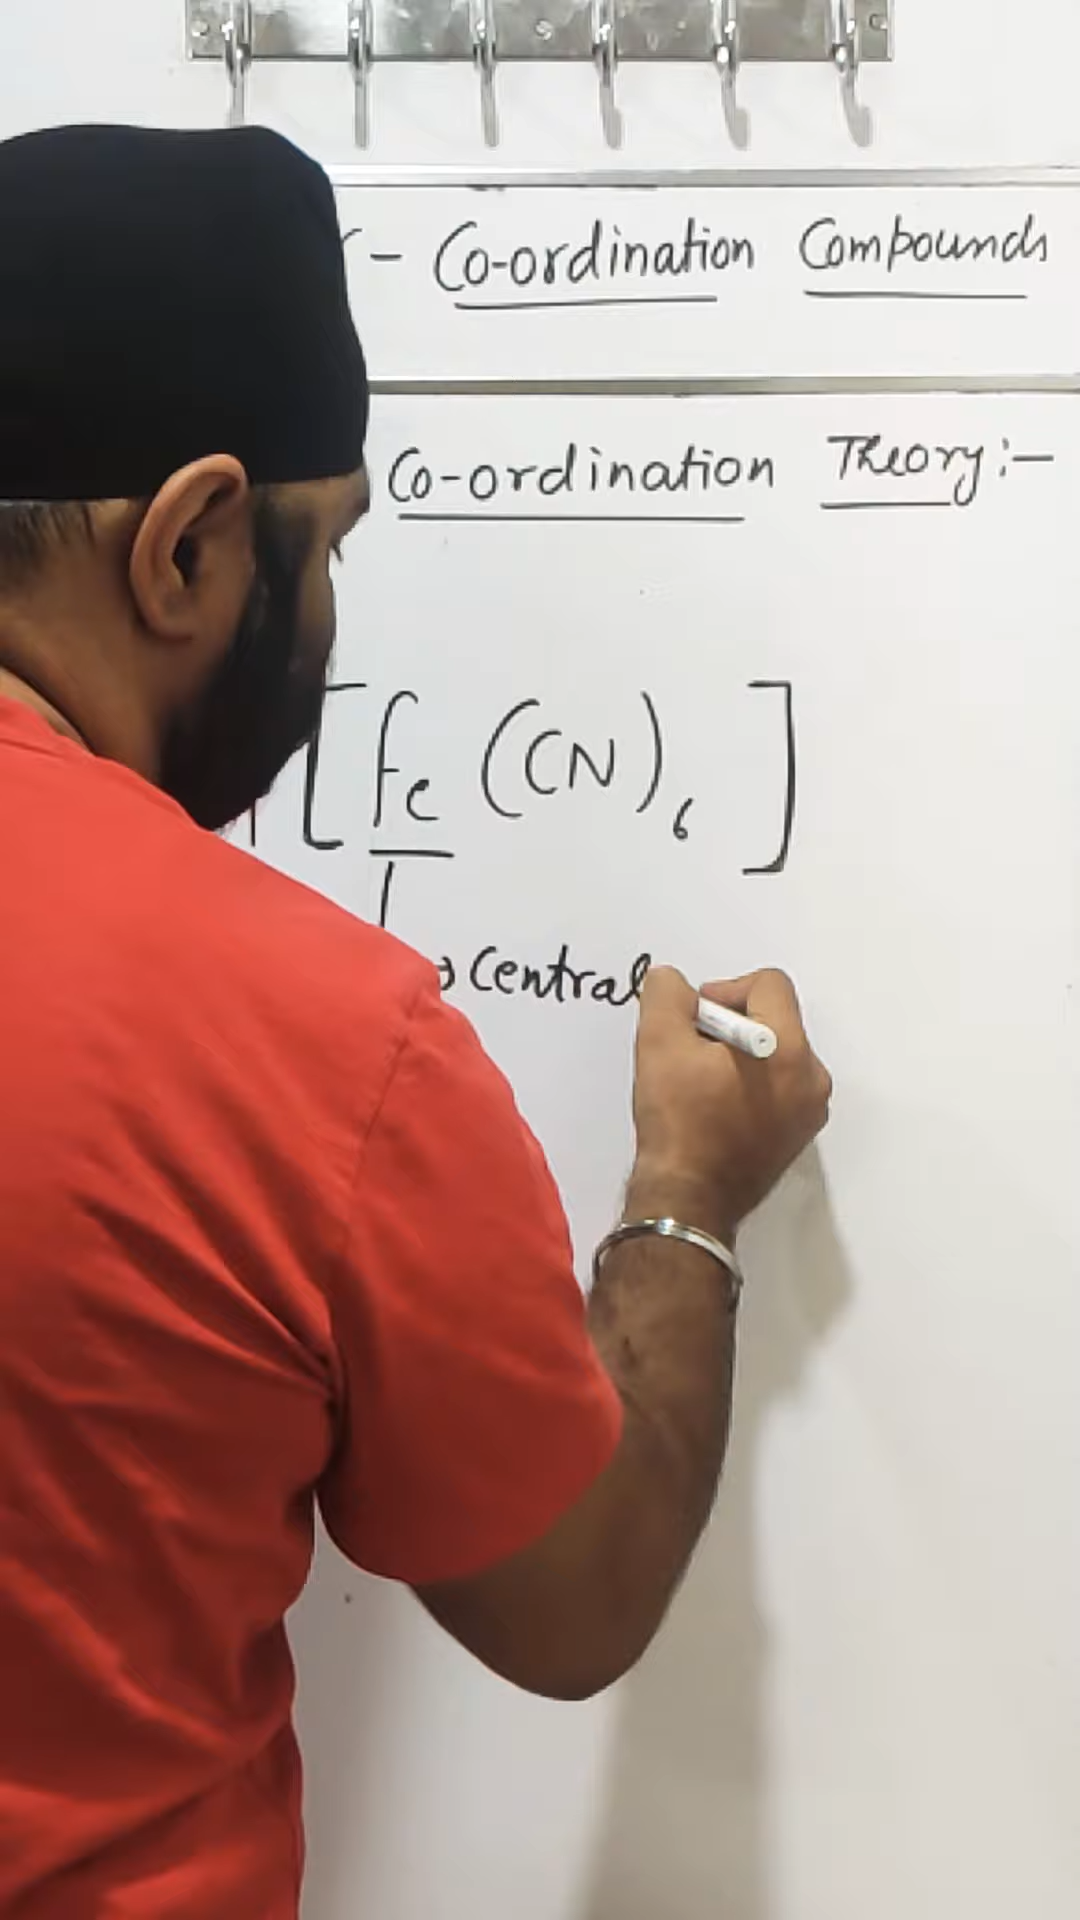 - Co-ordination Compounds
Co-ordination Theory:-
[Fe (CN)6 ]
→ Central